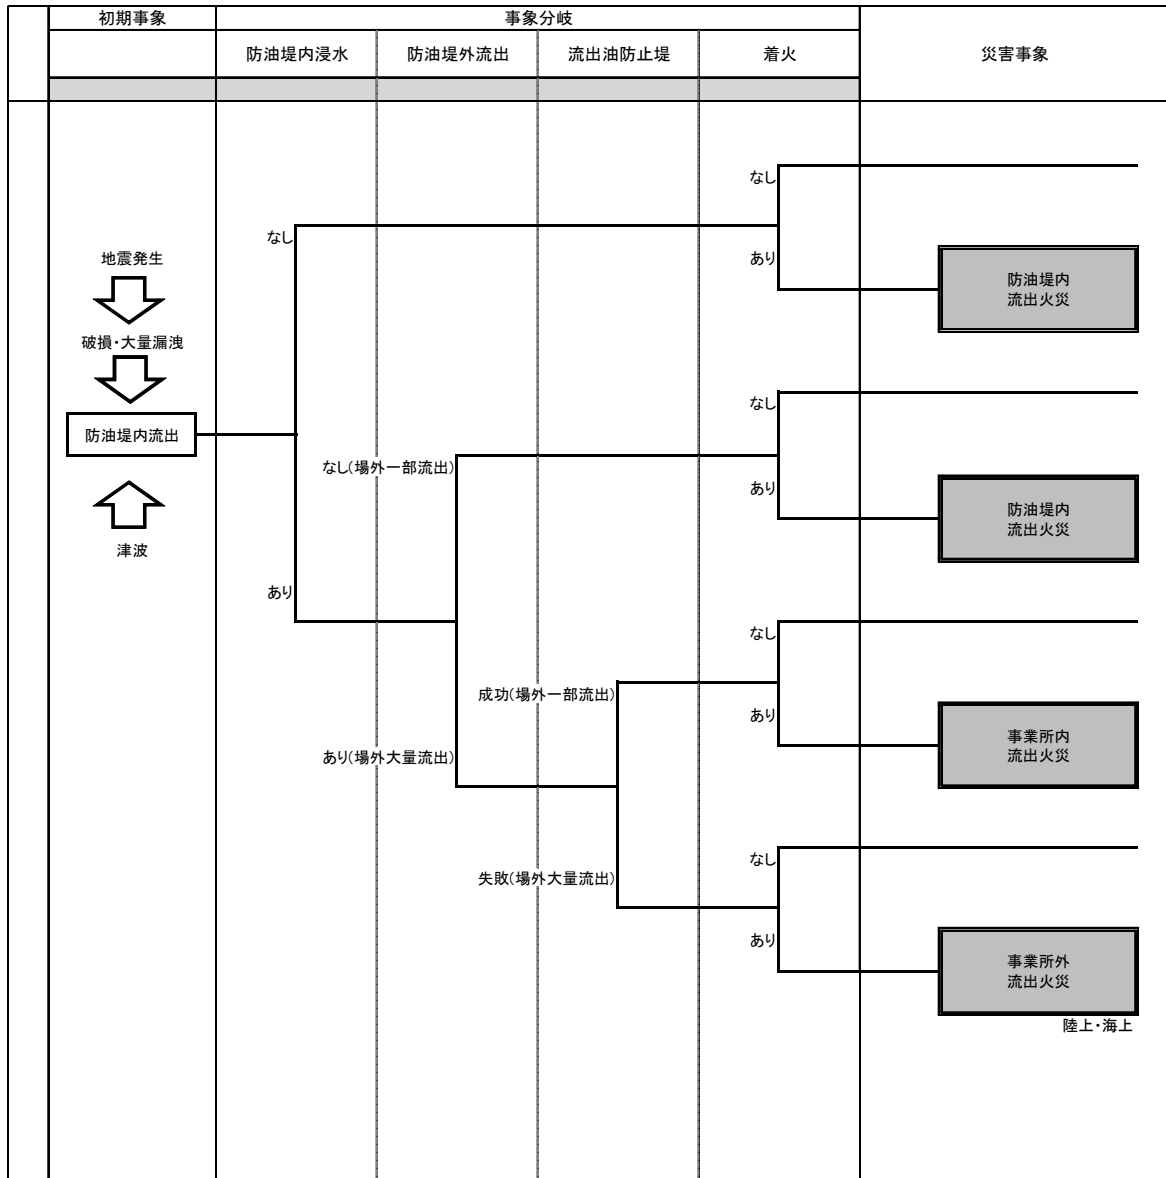 初期事象
事象分岐
防油堤内浸水
防油堤外流出
流出油防止堤
着火
災害事象
なし
なし
あり
地震発生
防油堤内
流出火災
破損・大量漏洩
なし
防油堤内流出
なし(場外一部流出)
あり
防油堤内
流出火災
津波
あり
なし
成功(場外一部流出)
あり
事業所内
流出火災
あり(場外大量流出)
なし
失敗(場外大量流出)
あり
事業所外
流出火災
陸上・海上